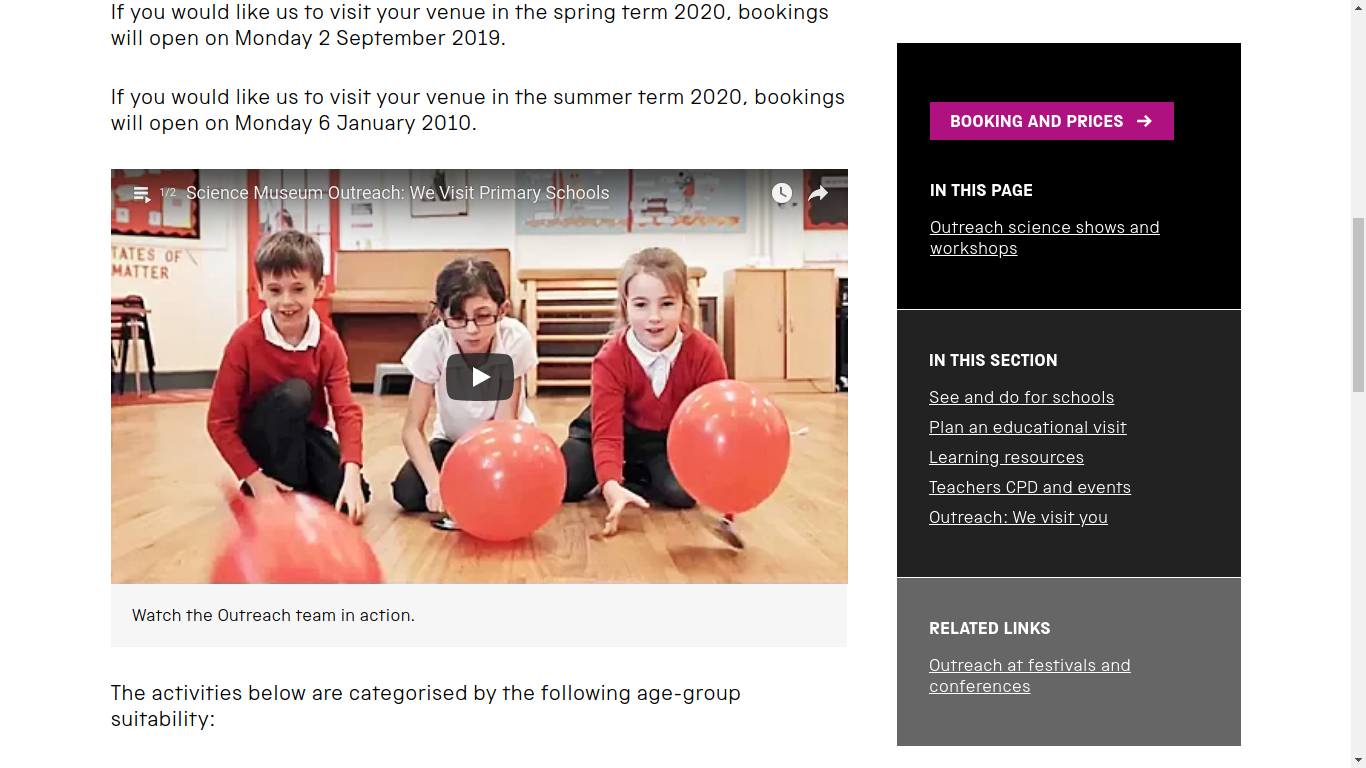 If you would like us to visit your venue in the spring term 2020, bookings
will open on Monday 2 September 2019.
If you would like us to visit your venue in the summer term 2020, bookings
will open on Monday 6 January 2010.
1/2 Science Museum Outreach: We Visit Primary Schools
TATES OF
MATTER
Watch the Outreach team in action.
The activities below are categorised by the following age-group
suitability:
BOOKING AND PRICES →
IN THIS PAGE
Outreach science shows and
workshops
IN THIS SECTION
See and do for schools
Plan an educational visit
Learning resources
Teachers CPD and events
Outreach: We visit you
RELATED LINKS
Outreach at festivals and
conferences